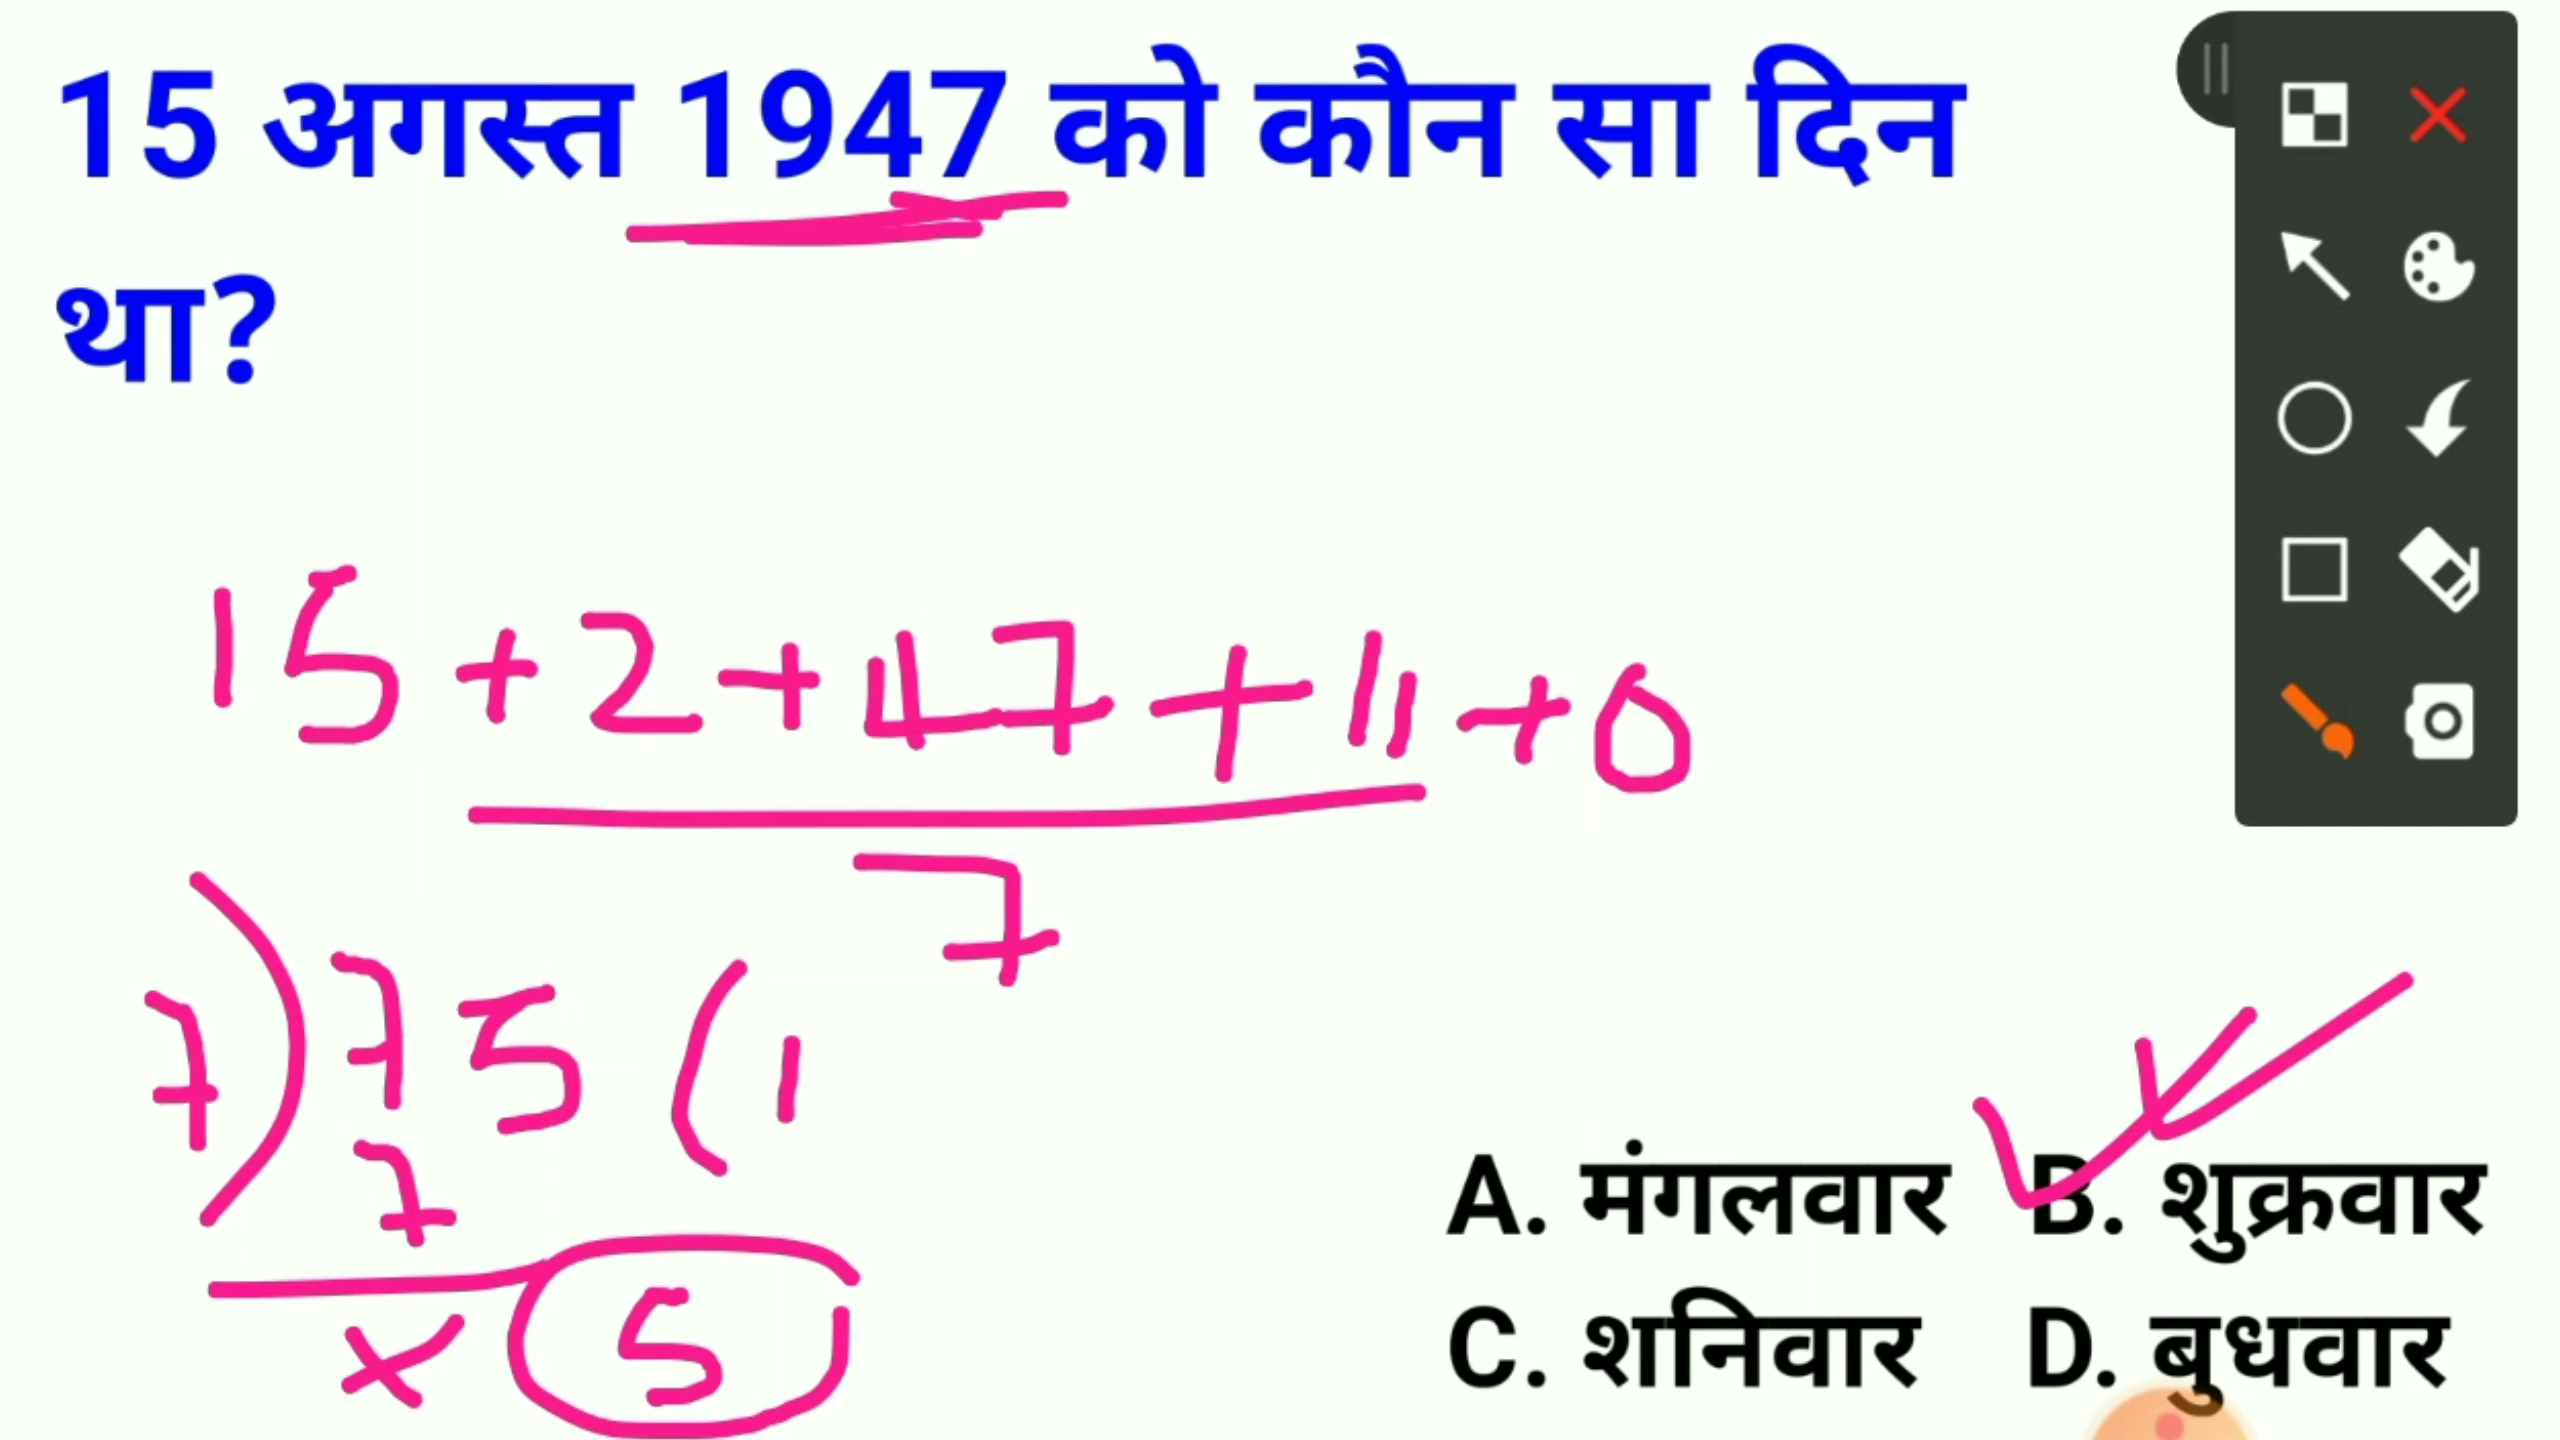 15 अगस्त 1947 को कौन सा दिन
था?
15 + 2 + 47 + 11 + 0
7
7) 75 (1
7
× 5
A. मंगलवार B. शुक्रवार
C. शनिवार D. बुधवार